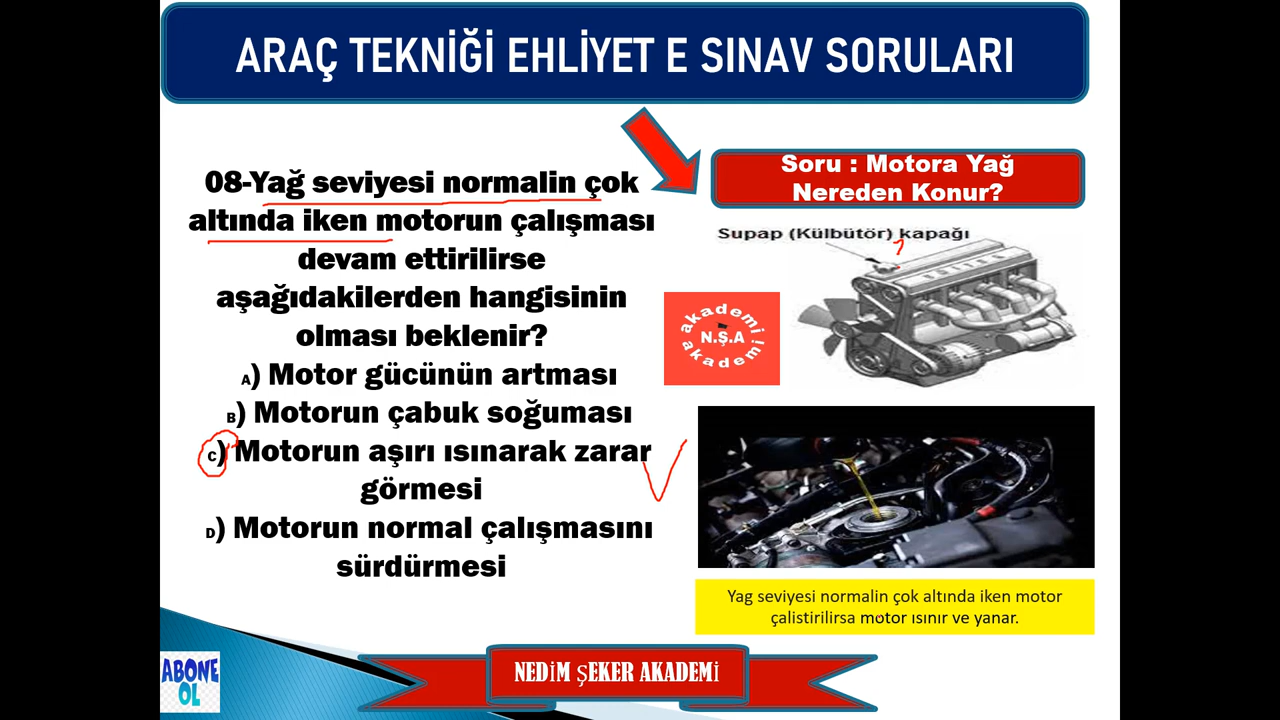 ARAÇ TEKNİĞİ EHLİYET E SINAV SORULARI
08-Yağ seviyesi normalin çok
altında iken motorun çalışması
devam ettirilirse
aşağıdakilerden hangisinin
olması beklenir?
A) Motor gücünün artması
B) Motorun çabuk soğuması
C) Motorun aşırı ısınarak zarar
görmesi
D) Motorun normal çalışmasını
sürdürmesi
Soru : Motora Yağ
Nereden Konur?
Supap (Külbütör) kapağı
akademi
N.Ş.A
akademi
Yag seviyesi normalin çok altında iken motor
çalistirilirsa motor ısınır ve yanar.
ABONE
OL
NEDİM ŞEKER AKADEMİ